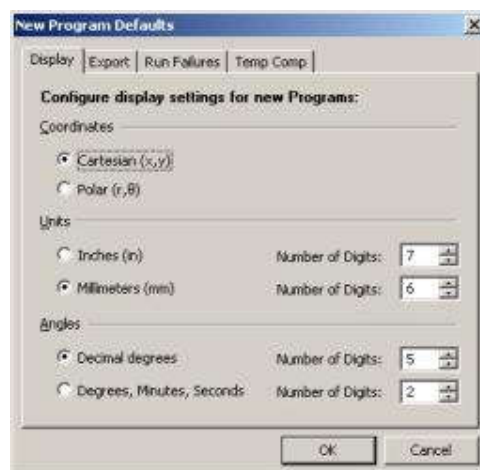 New Program Defaults
Display Export Run Failures Temp Comp
Configure display settings for new Programs:
Coordinates
Cartesian (x,y)
Polar (r,θ)
Units
Inches (in) Number of Digits: 7
Millimeters (mm) Number of Digits: 6
Angles
Decimal degrees Number of Digits: 5
Degrees, Minutes, Seconds Number of Digits: 2
OK Cancel